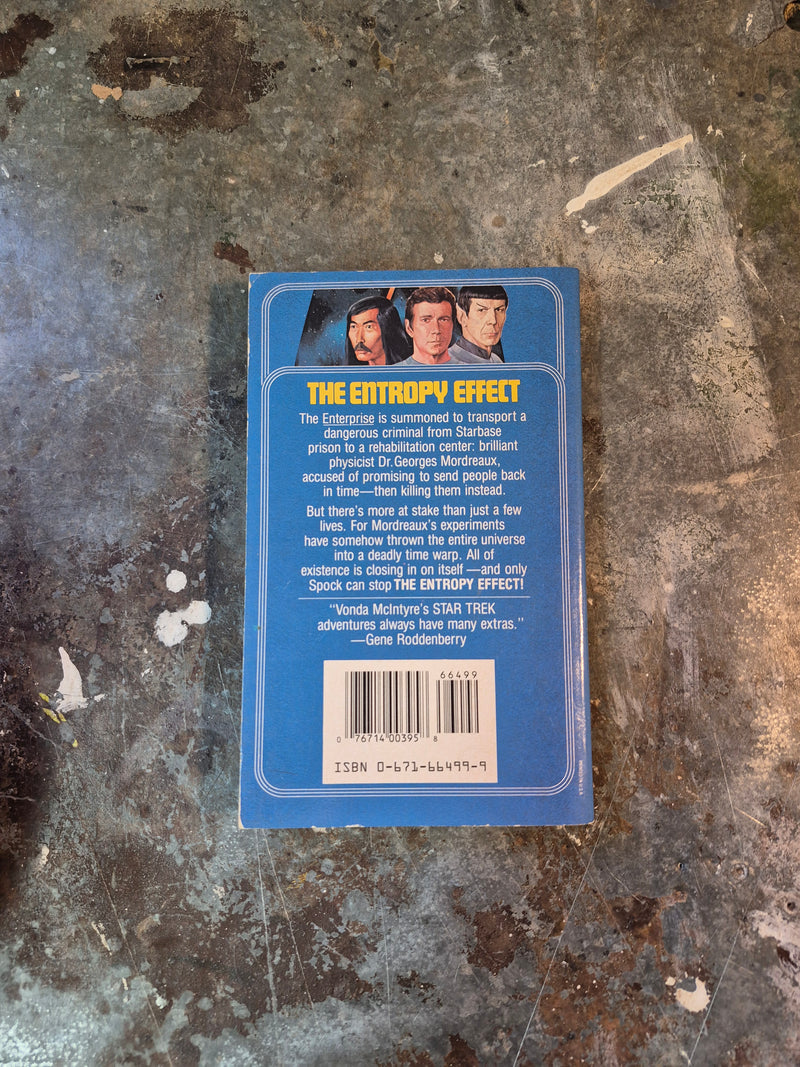 THE ENTROPY EFFECT
The Enterprise is summoned to transport a
dangerous criminal from Starbase
prison to a rehabilitation center: brilliant
physicist Dr. Georges Mordreaux,
accused of promising to send people back
in time—then killing them instead.
But there's more at stake than just a few
lives. For Mordreaux's experiments
have somehow thrown the entire universe
into a deadly time warp. All of
existence is closing in on itself—and only
Spock can stop THE ENTROPY EFFECT!
"Vonda McIntyre's STAR TREK
adventures always have many extras."
—Gene Roddenberry
66499
0 76714 00395 8
ISBN 0-671-66499-9